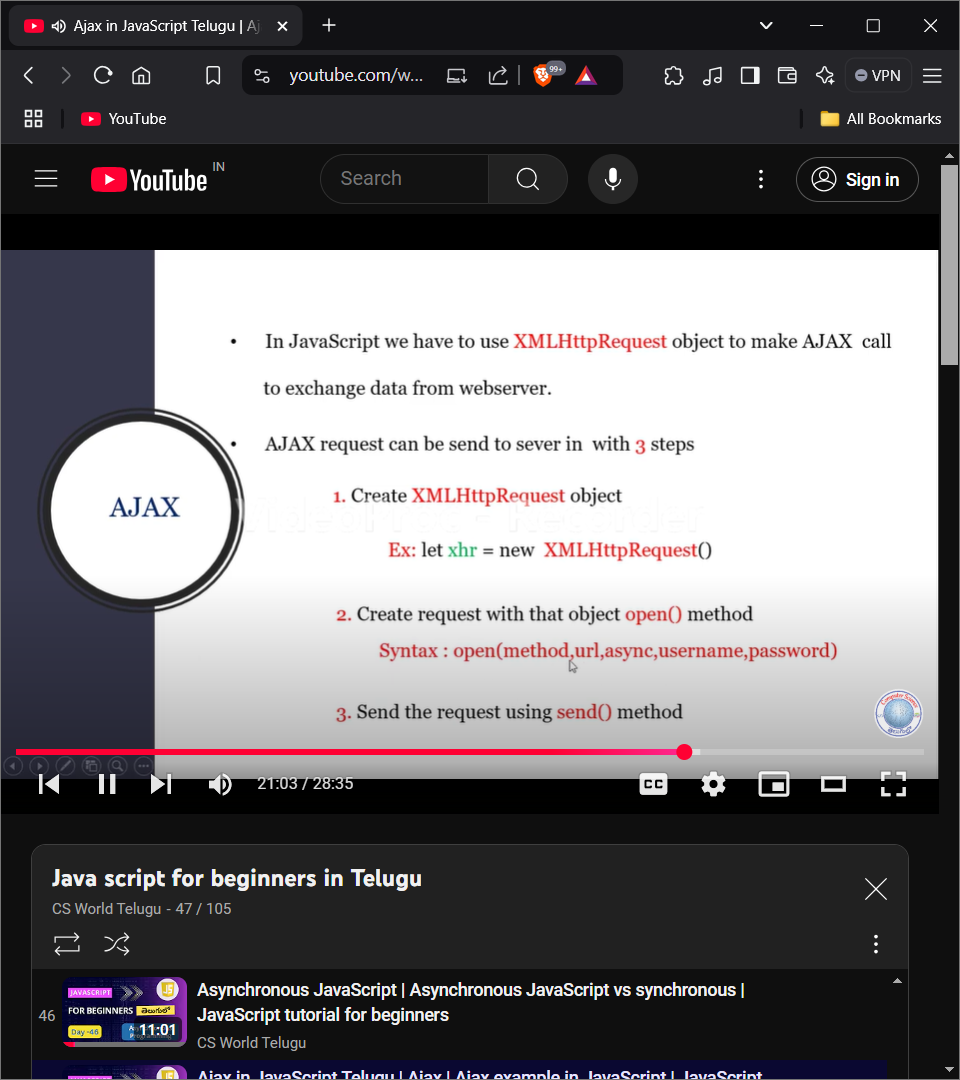 Ajax in JavaScript Telugu | Aj
youtube.com/w...
99+
VPN
YouTube
All Bookmarks
YouTube IN
Search
Sign in
• In JavaScript we have to use XMLHttpRequest object to make AJAX call
to exchange data from webserver.
• AJAX request can be send to sever in with 3 steps
AJAX
1. Create XMLHttpRequest object
Ex: let xhr = new XMLHttpRequest()
2. Create request with that object open() method
Syntax : open(method,url,async,username,password)
3. Send the request using send() method
21:03 / 28:35
CC
Java script for beginners in Telugu
CS World Telugu - 47 / 105
46
JAVASCRIPT
JS
FOR BEGINNERS తెలుగులో
Day -46
11:01
Asynchronous JavaScript | Asynchronous JavaScript vs synchronous |
JavaScript tutorial for beginners
CS World Telugu
Ajax in JavaScript Telugu | Ajax | Ajax example in JavaScript | JavaScript